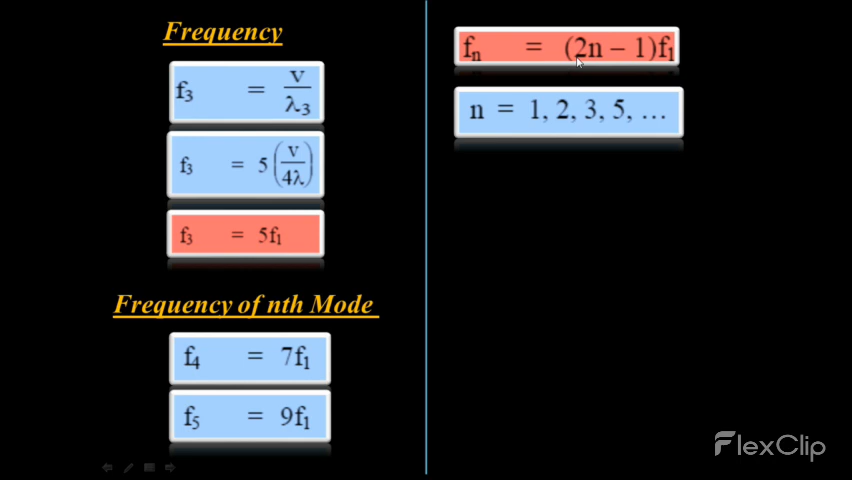 Frequency
f₃ = v/λ₃
f₃ = 5(v/4λ)
f₃ = 5f₁
Frequency of nth Mode
f₄ = 7f₁
f₅ = 9f₁
fₙ = (2n – 1)f₁
n = 1, 2, 3, 5, ...
FlexClip